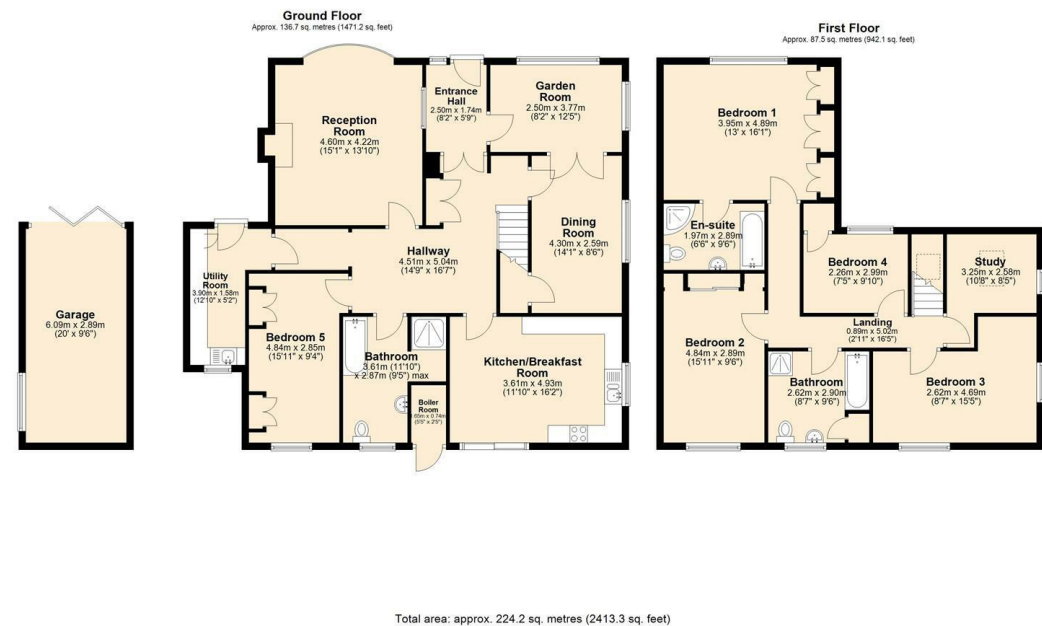 Ground Floor
Approx. 136.7 sq. metres (1471.2 sq. feet)
Reception
Room
4.60m x 4.22m
(15'1" x 13'10")
Entrance
Hall
2.50m x 1.74m
(8'2" x 5'9")
Garden
Room
2.50m x 3.77m
(8'2" x 12'5")
Dining
Room
4.30m x 2.59m
(14'1" x 8'6")
Hallway
4.51m x 5.04m
(14'9" x 16'7")
Utility
Room
3.90m x 1.58m
(12'10" x 5'2")
Garage
6.09m x 2.89m
(20' x 9'6")
Bedroom 5
4.84m x 2.85m
(15'11" x 9'4")
Bathroom
3.61m (11'10")
x 2.87m (9'5") max
Boiler
Room
x 0.74m
(5'5" x 2'5")
Kitchen/Breakfast
Room
3.61m x 4.93m
(11'10" x 16'2")
First Floor
Approx. 87.5 sq. metres (942.1 sq. feet)
Bedroom 1
3.95m x 4.89m
(13' x 16'1")
En-suite
1.97m x 2.89m
(6'6" x 9'6")
Bedroom 4
2.26m x 2.99m
(7'5" x 9'10")
Study
3.25m x 2.58m
(10'8" x 8'5")
Landing
0.89m x 5.02m
(2'11" x 16'5")
Bedroom 2
4.84m x 2.89m
(15'11" x 9'6")
Bathroom
2.62m x 2.90m
(8'7" x 9'6")
Bedroom 3
2.62m x 4.69m
(8'7" x 15'5")
Total area: approx. 224.2 sq. metres (2413.3 sq. feet)